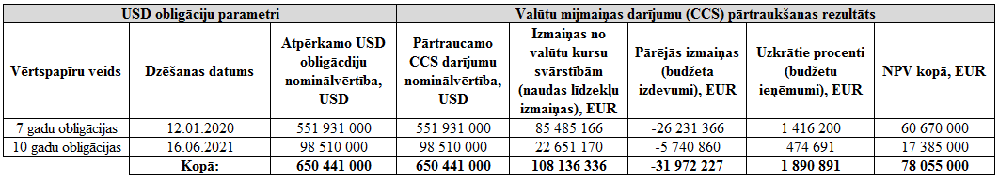 USD obligāciju parametri Valūtu mijmaiņas darījumu (CCS) pārtraukšanas rezultāts
Vērtspapīru veids
Dzēšanas datums
Atpērkamo USD
obligācdiju
nominālvērtība,
USD
Pārtraucamo
CCS darījumu
nominālvērtība,
USD
Izmaiņas no
valūtu kursu
svārstībām
(naudas līdzekļu
izmaiņas), EUR
Pārējās izmaiņas
(budžeta
izdevumi), EUR
Uzkrātie procenti
(budžetu
ieņēmumi), EUR
NPV kopā, EUR
7 gadu obligācijas 12.01.2020 551 931 000 551 931 000 85 485 166 -26 231 366 1 416 200 60 670 000
10 gadu obligācijas 16.06.2021 98 510 000 98 510 000 22 651 170 -5 740 860 474 691 17 385 000
Kopā: 650 441 000 650 441 000 108 136 336 -31 972 227 1 890 891 78 055 000